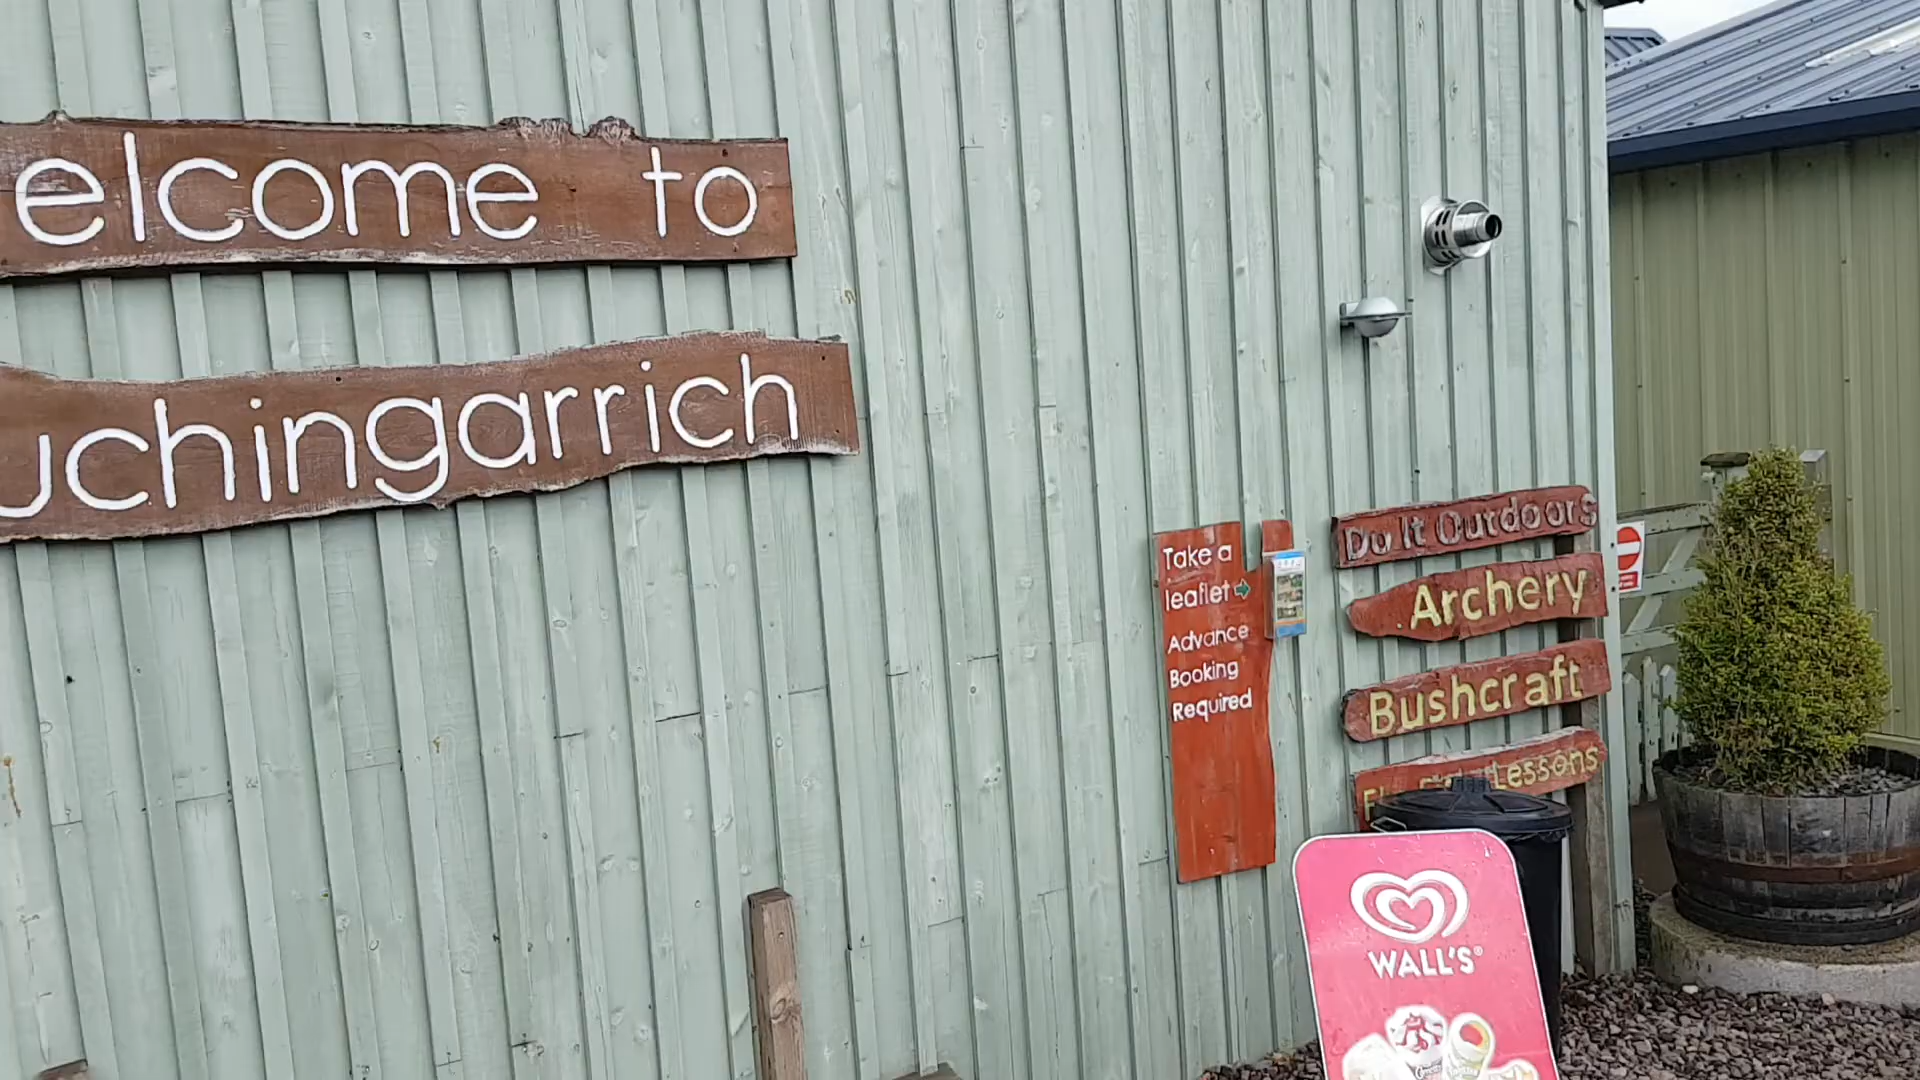 elcome to
uchingarrich
Take a
leaflet
Advance
Booking
Required
Do It Outdoors
Archery
Bushcraft
Lessons
WALL'S